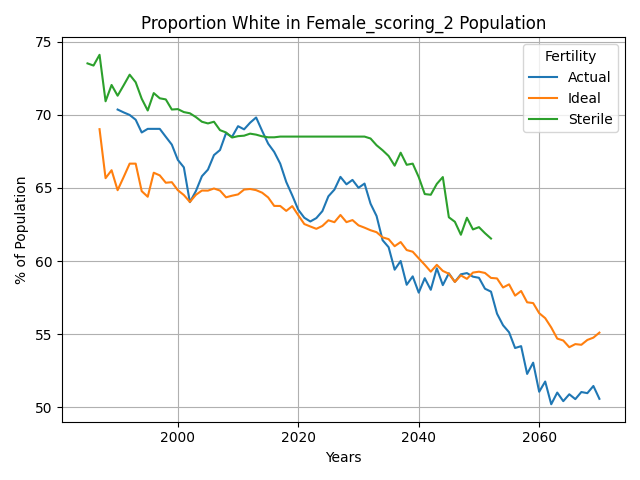 Proportion White in Female_scoring_2 Population
75
70
65
60
55
50
% of Population
Fertility
Actual
Ideal
Sterile
2000
2020
2040
2060
Years